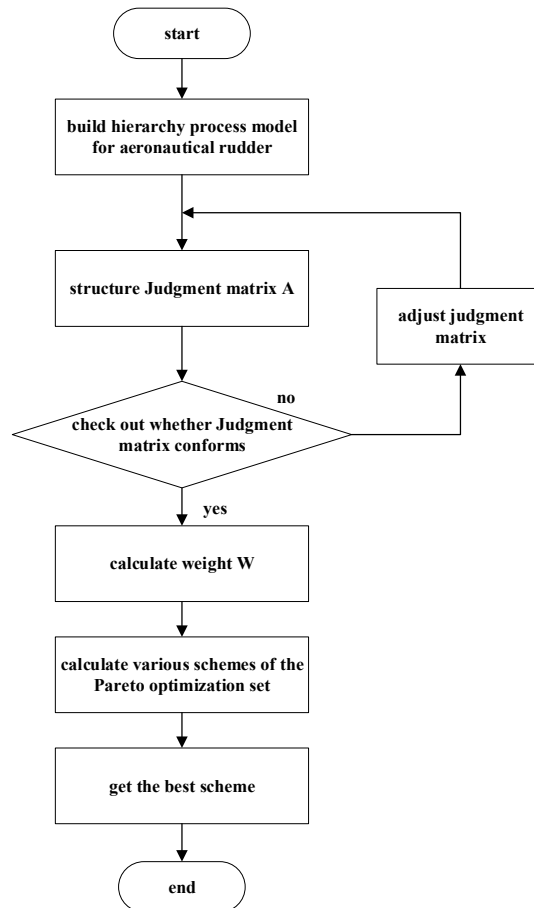 start
build hierarchy process model
for aeronautical rudder
structure Judgment matrix A
adjust judgment
matrix
no
check out whether Judgment
matrix conforms
yes
calculate weight W
calculate various schemes of the
Pareto optimization set
get the best scheme
end